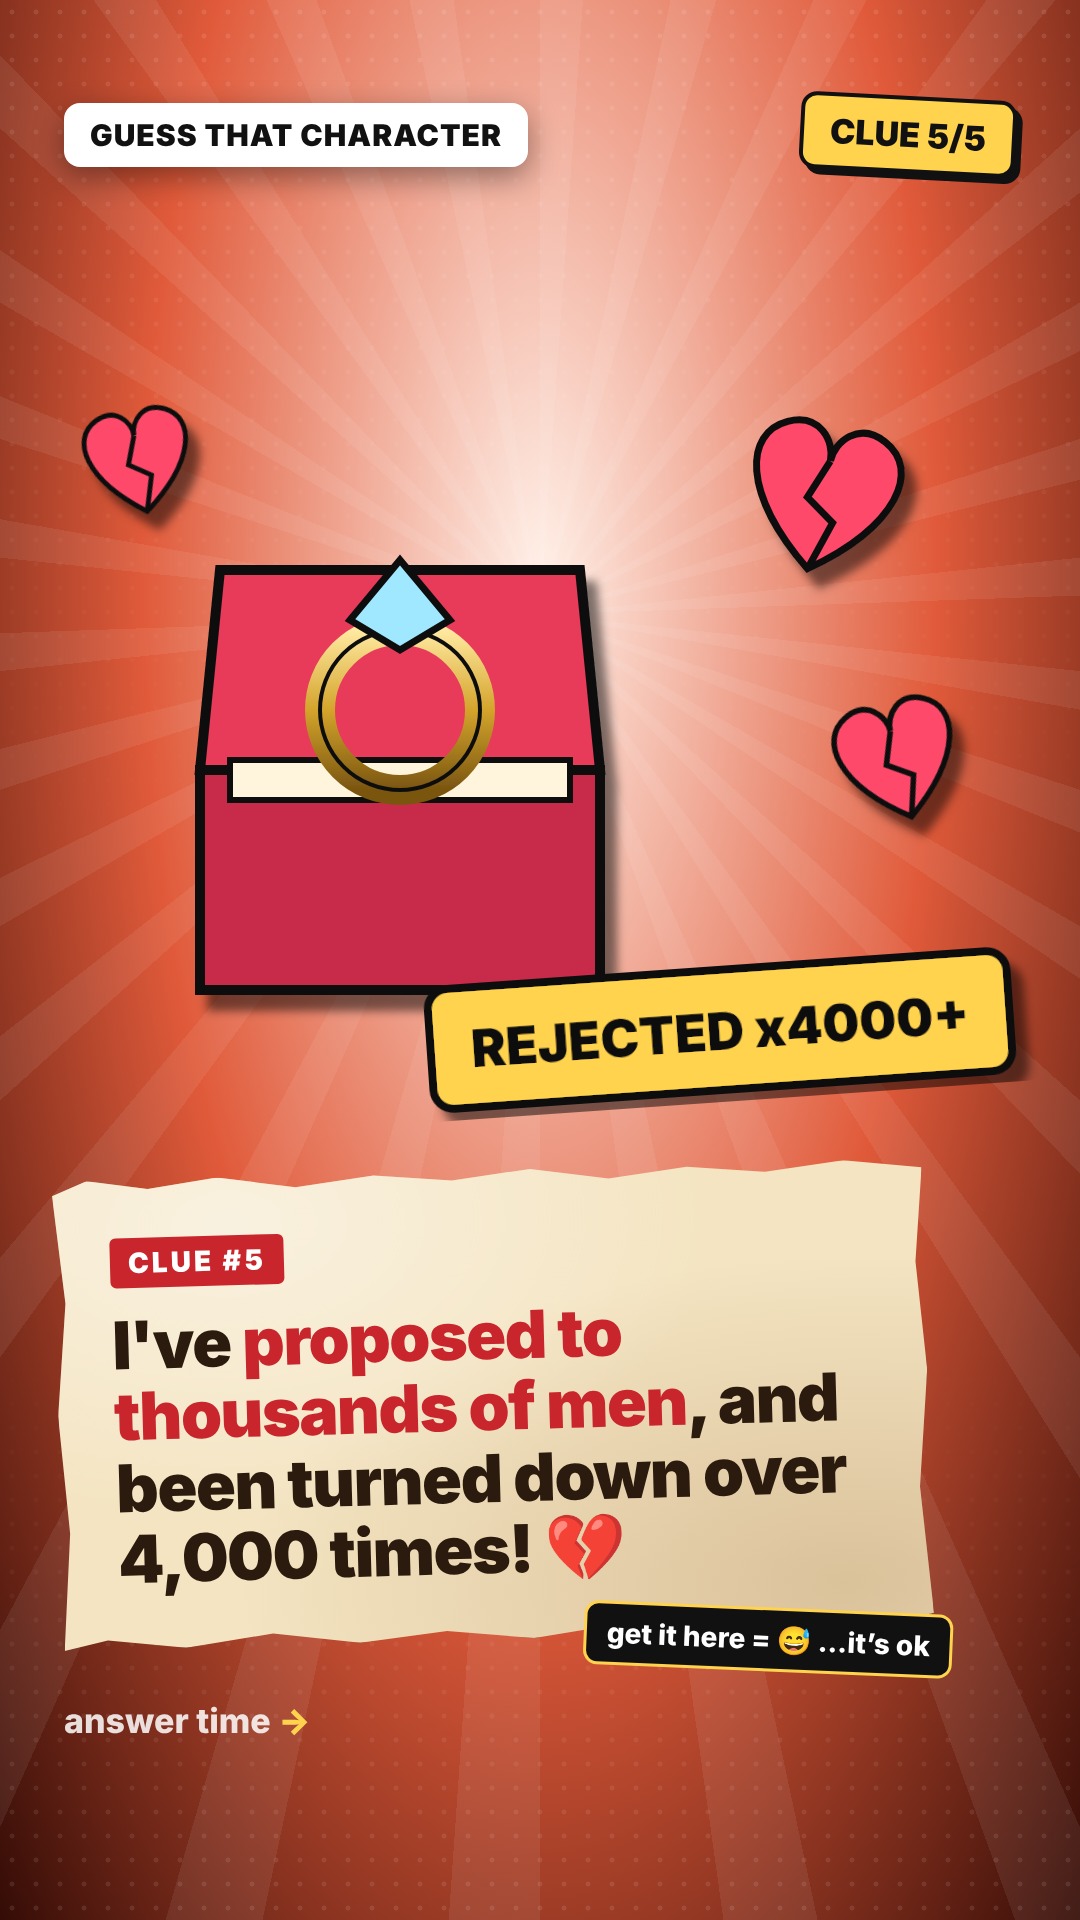 GUESS THAT CHARACTER
CLUE 5/5
REJECTED x4000+
CLUE #5
I've proposed to
thousands of men, and
been turned down over
4,000 times! 💔
get it here = 😅 ...it's ok
answer time →